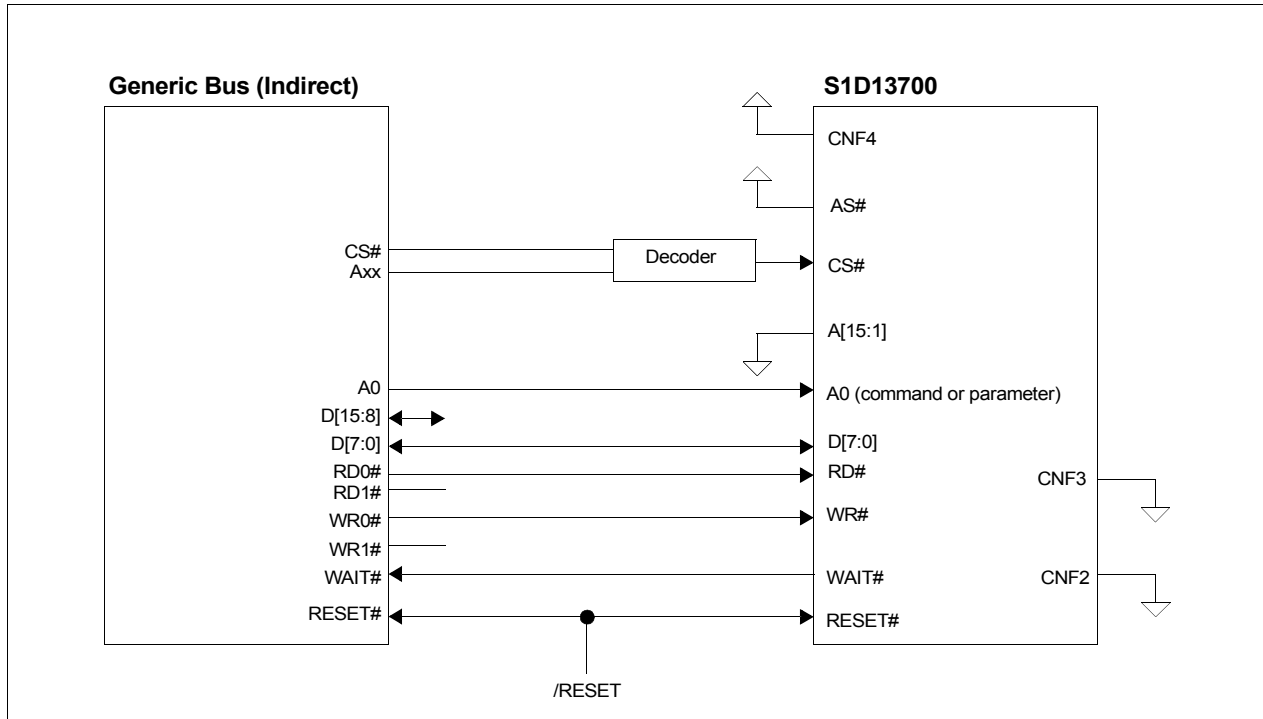 Generic Bus (Indirect)
S1D13700
CNF4
AS#
CS#
Axx
Decoder
CS#
A[15:1]
A0
A0 (command or parameter)
D[15:8]
D[7:0]
D[7:0]
RD0#
RD#
RD1#
CNF3
WR0#
WR#
WR1#
WAIT#
WAIT#
CNF2
RESET#
RESET#
/RESET